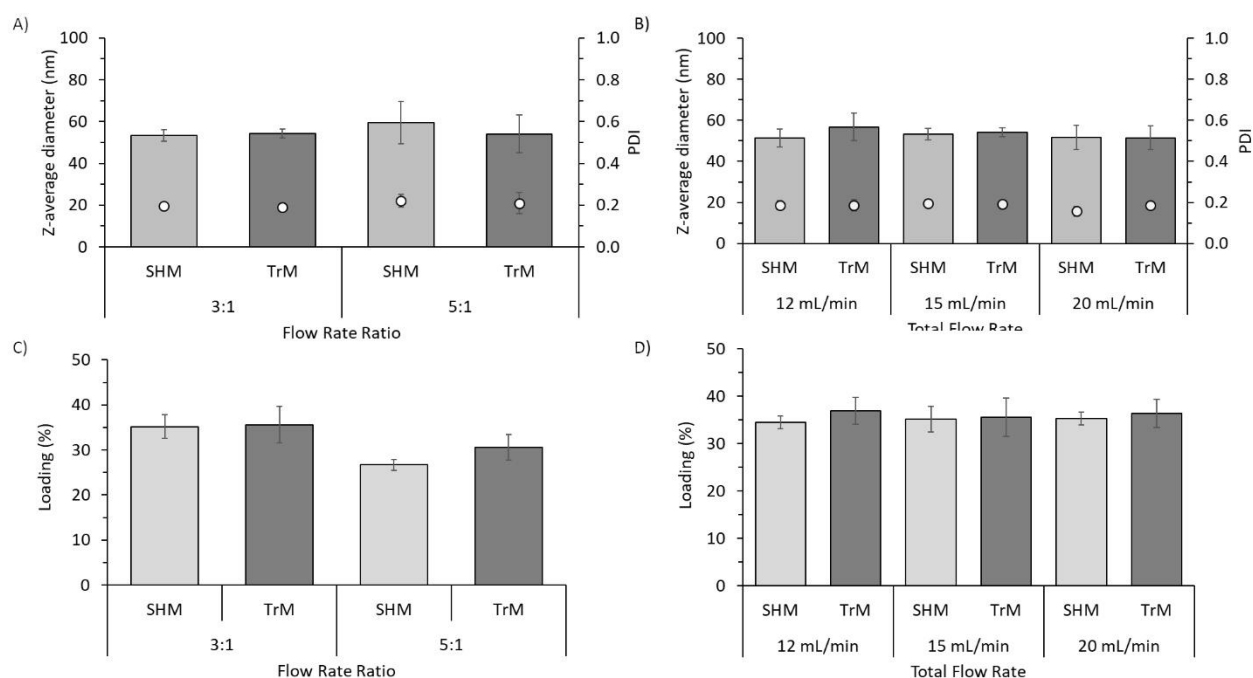 A)
100
80
60
40
20
0
Z-average diameter (nm)
1.0
0.8
0.6
0.4
0.2
0.0
PDI
SHM TrM SHM TrM
3:1 5:1
Flow Rate Ratio
B)
100
80
60
40
20
0
Z-average diameter (nm)
1.0
0.8
0.6
0.4
0.2
0.0
PDI
SHM TrM SHM TrM SHM TrM
12 mL/min 15 mL/min 20 mL/min
Total Flow Rate
C)
50
40
30
20
10
0
Loading (%)
SHM TrM SHM TrM
3:1 5:1
Flow Rate Ratio
D)
50
40
30
20
10
0
Loading (%)
SHM TrM SHM TrM SHM TrM
12 mL/min 15 mL/min 20 mL/min
Total Flow Rate